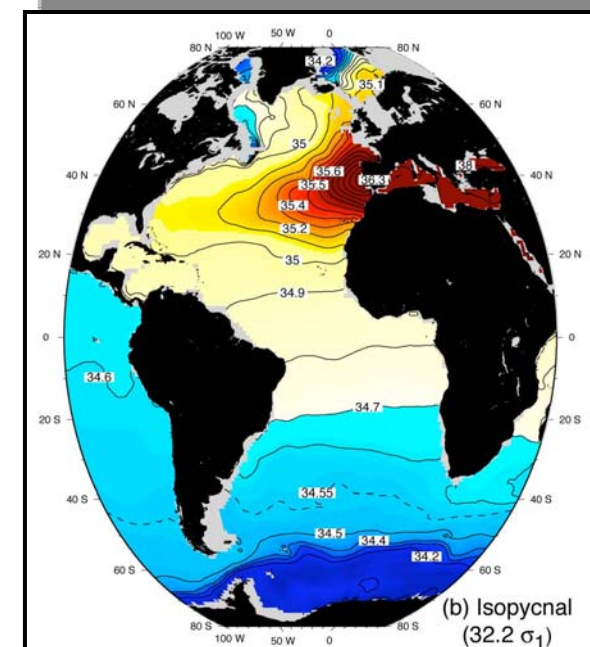 100 W 50 W 0
80 N 34.2 80 N
35.1
60 N 60 N
35
35.6 38
40 N 36.3 40 N
35.5
35.4
35.2
20 N 35 20 N
34.9
0 0
34.6
34.7
20 S 20 S
34.55
40 S 40 S
34.5
34.4
34.2
60 S 60 S
(b) Isopycnal
80 S 80 S
100 W 50 W 0
(32.2 σ1)